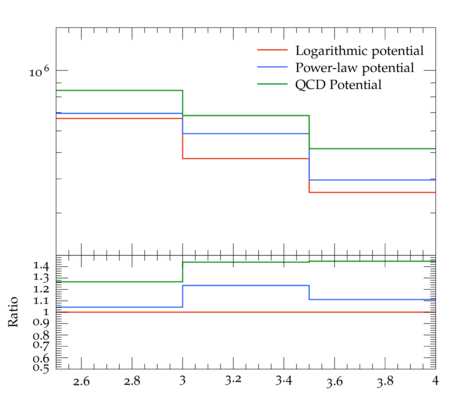 Logarithmic potential
Power-law potential
QCD Potential
10⁶
1.4
1.3
1.2
1.1
1
0.9
0.8
0.7
0.6
0.5
Ratio
2.6 2.8 3 3.2 3.4 3.6 3.8 4